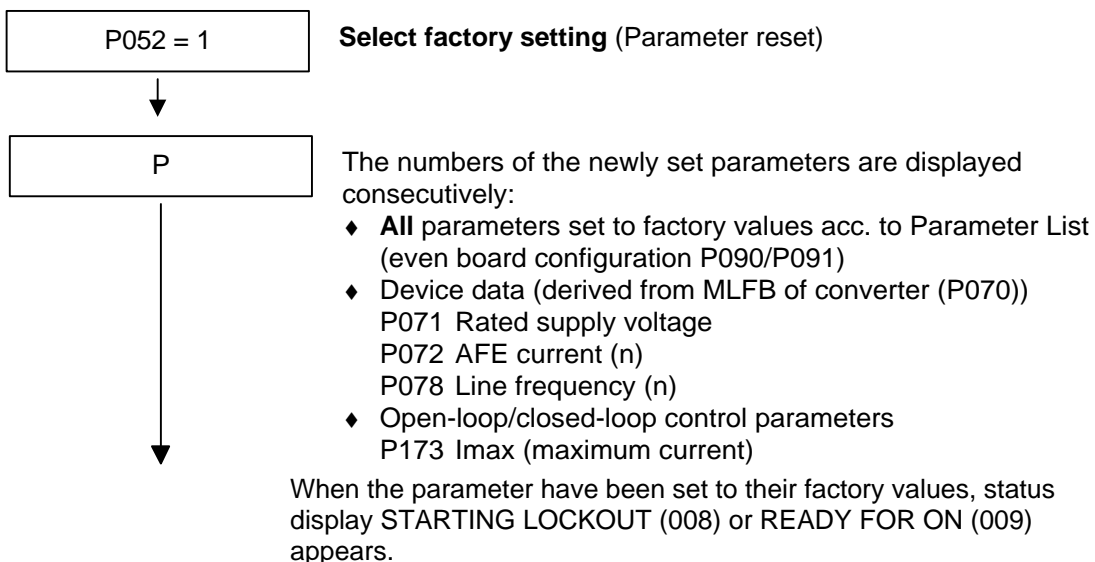 P052 = 1
Select factory setting (Parameter reset)
P
The numbers of the newly set parameters are displayed
consecutively:
♦ All parameters set to factory values acc. to Parameter List
(even board configuration P090/P091)
♦ Device data (derived from MLFB of converter (P070))
P071 Rated supply voltage
P072 AFE current (n)
P078 Line frequency (n)
♦ Open-loop/closed-loop control parameters
P173 Imax (maximum current)
When the parameter have been set to their factory values, status
display STARTING LOCKOUT (008) or READY FOR ON (009)
appears.